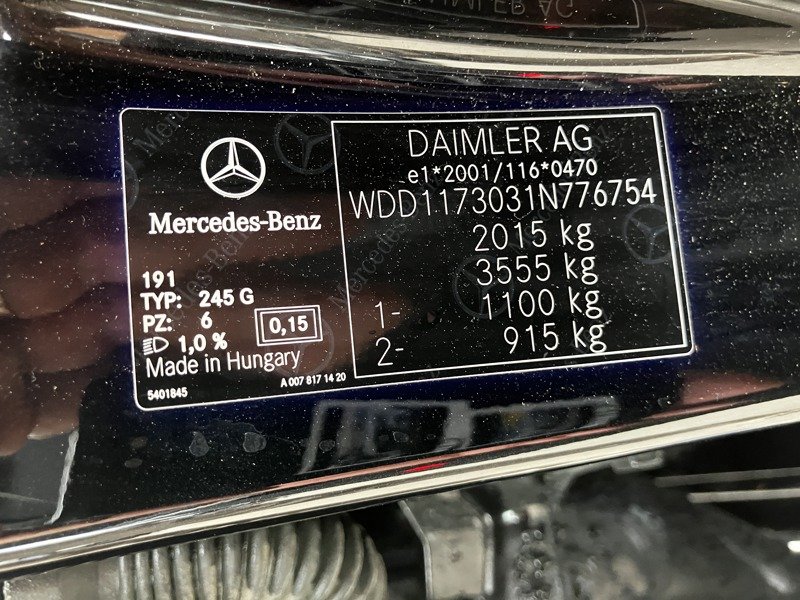 Mercedes-Benz
191
TYP: 245 G
PZ: 6
0,15
1,0 %
Made in Hungary
5401845
A 007 817 14 20
DAIMLER AG
e1*2001/116*0470
WDD1173031N776754
2015 kg
3555 kg
1- 1100 kg
2- 915 kg